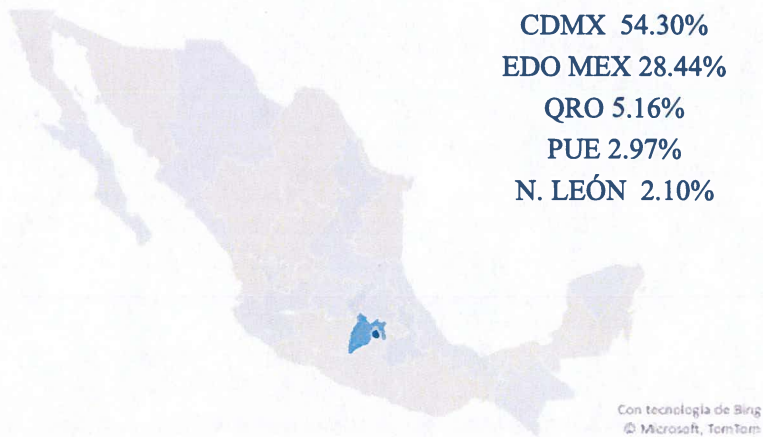 CDMX 54.30%
EDO MEX 28.44%
QRO 5.16%
PUE 2.97%
N. LEÓN 2.10%
Con tecnología de Bing
© Microsoft, TomTom